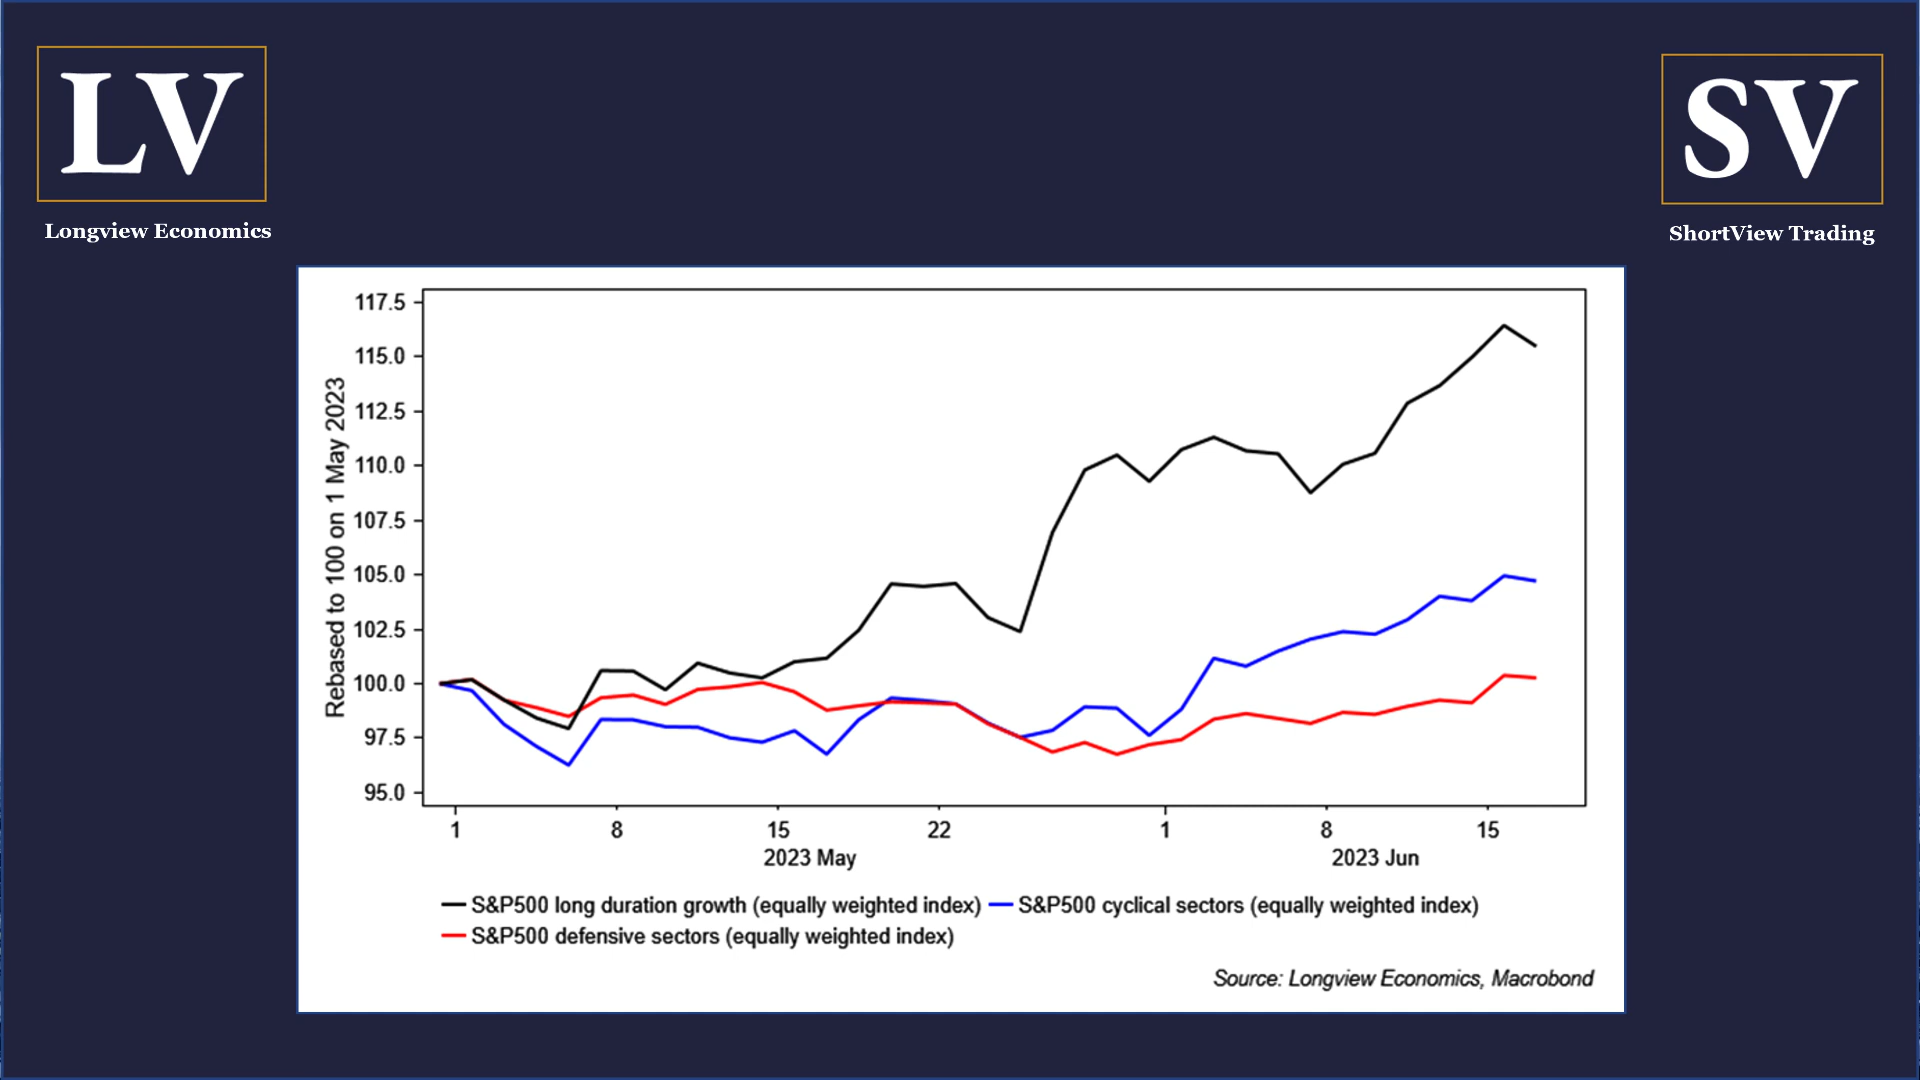 LV
Longview Economics
SV
ShortView Trading
Rebased to 100 on 1 May 2023
117.5
115.0
112.5
110.0
107.5
105.0
102.5
100.0
97.5
95.0
1 8 15 22 1 8 15
2023 May 2023 Jun
S&P500 long duration growth (equally weighted index) S&P500 cyclical sectors (equally weighted index)
S&P500 defensive sectors (equally weighted index)
Source: Longview Economics, Macrobond